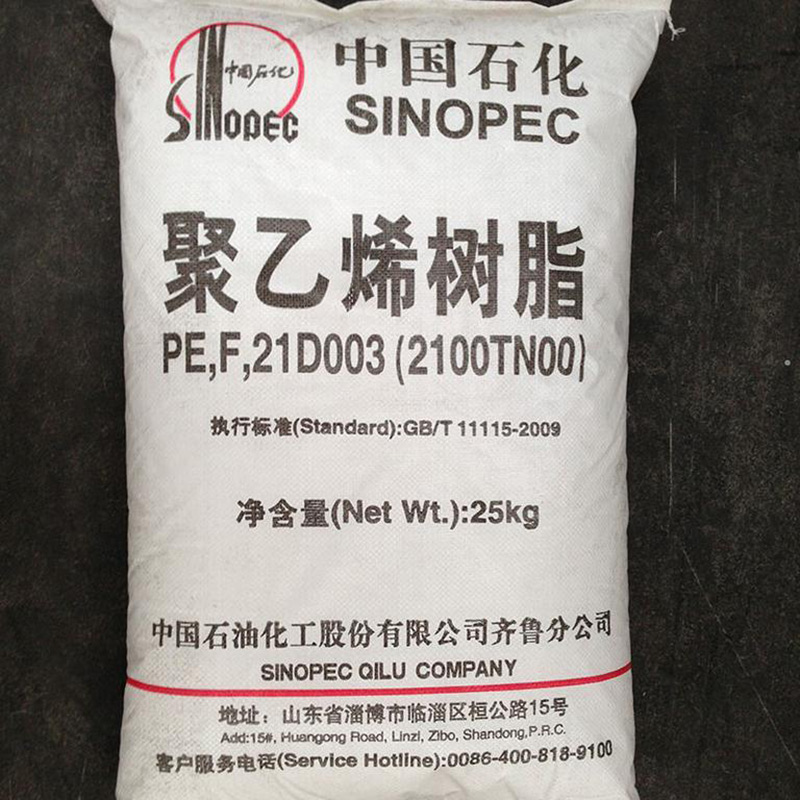 中国石化
SINOPEC
中国石化
SINOPEC
聚乙烯树脂
PE,F,21D003 (2100TN00)
执行标准(Standard):GB/T 11115-2009
净含量(Net Wt.):25kg
中国石油化工股份有限公司齐鲁分公司
SINOPEC QILU COMPANY
地址：山东省淄博市临淄区桓公路15号
Add:15#, Huangong Road, Linzi, Zibo, Shandong,P.R.C.
客户服务电话(Service Hotline):0086-400-818-9100